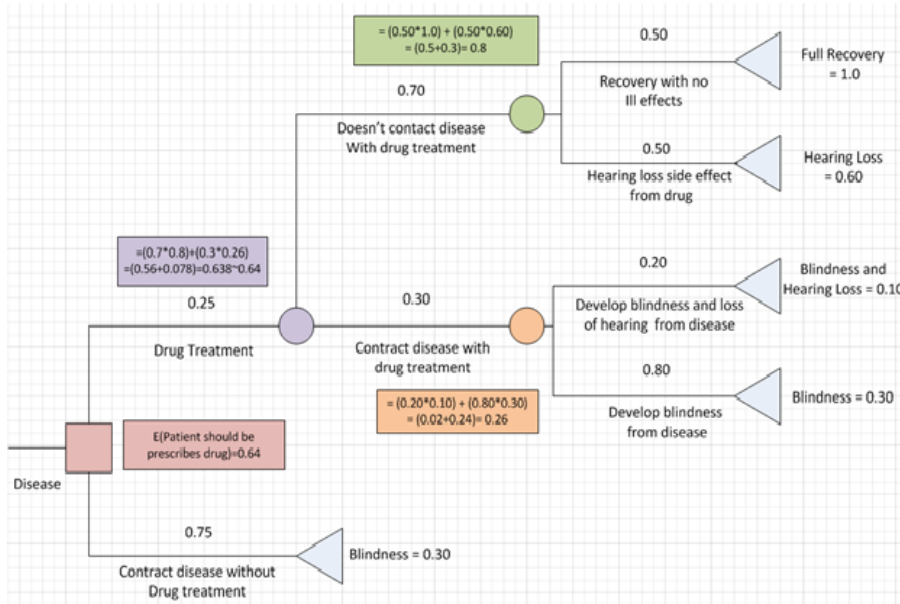 = (0.50*1.0) + (0.50*0.60)
= (0.5+0.3)= 0.8
0.50
Full Recovery
= 1.0
Recovery with no
Ill effects
0.70
Doesn't contact disease
With drug treatment
0.50
Hearing Loss
= 0.60
Hearing loss side effect
from drug
=(0.7*0.8)+(0.3*0.26)
=(0.56+0.078)=0.638~0.64
0.25
Drug Treatment
0.30
Contract disease with
drug treatment
0.20
Blindness and
Hearing Loss = 0.10
Develop blindness and loss
of hearing from disease
0.80
Blindness = 0.30
Develop blindness
from disease
= (0.20*0.10) + (0.80*0.30)
= (0.02+0.24)= 0.26
E(Patient should be
prescribes drug)=0.64
Disease
0.75
Blindness = 0.30
Contract disease without
Drug treatment